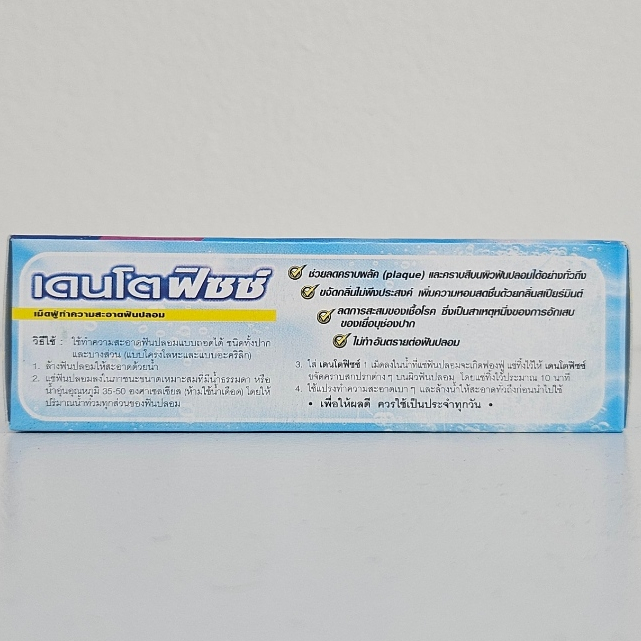 เดนโตฟิซซ์
เม็ดฟู่ทำความสะอาดฟันปลอม
ช่วยลดคราบพลัค (plaque) และคราบสีบนผิวฟันปลอมได้อย่างทั่วถึง
ขจัดกลิ่นไม่พึงประสงค์ เพิ่มความหอมสดชื่นด้วยกลิ่นสเปียร์มินต์
ลดการสะสมของเชื้อโรค ซึ่งเป็นสาเหตุหนึ่งของการอักเสบ
ของเยื่อบุช่องปาก
ไม่ทำอันตรายต่อฟันปลอม
วิธีใช้ : ใช้ทำความสะอาดฟันปลอมแบบถอดได้ ชนิดทั้งปาก
และบางส่วน (แบบโครงโลหะและแบบอะคริลิก)
1. ล้างฟันปลอมให้สะอาดด้วยน้ำ
2. แช่ฟันปลอมลงในภาชนะขนาดเหมาะสมที่มีน้ำธรรมดา หรือ
น้ำอุ่นอุณหภูมิ 35-50 องศาเซลเซียส (ห้ามใช้น้ำเดือด) โดยให้
ปริมาณน้ำท่วมทุกส่วนของฟันปลอม
3. ใส่ เดนโตฟิซซ์ 1 เม็ดลงในน้ำที่แช่ฟันปลอมจะเกิดฟองฟู่ แช่ทิ้งไว้ให้ เดนโตฟิซซ์
ขจัดคราบสกปรกต่างๆ บนผิวฟันปลอม โดยแช่ทิ้งไว้ประมาณ 10 นาที
4. ใช้แปรงทำความสะอาดเบาๆ และล้างน้ำให้สะอาดทั่วถึงก่อนนำไปใช้
• เพื่อให้ผลดี ควรใช้เป็นประจำทุกวัน •